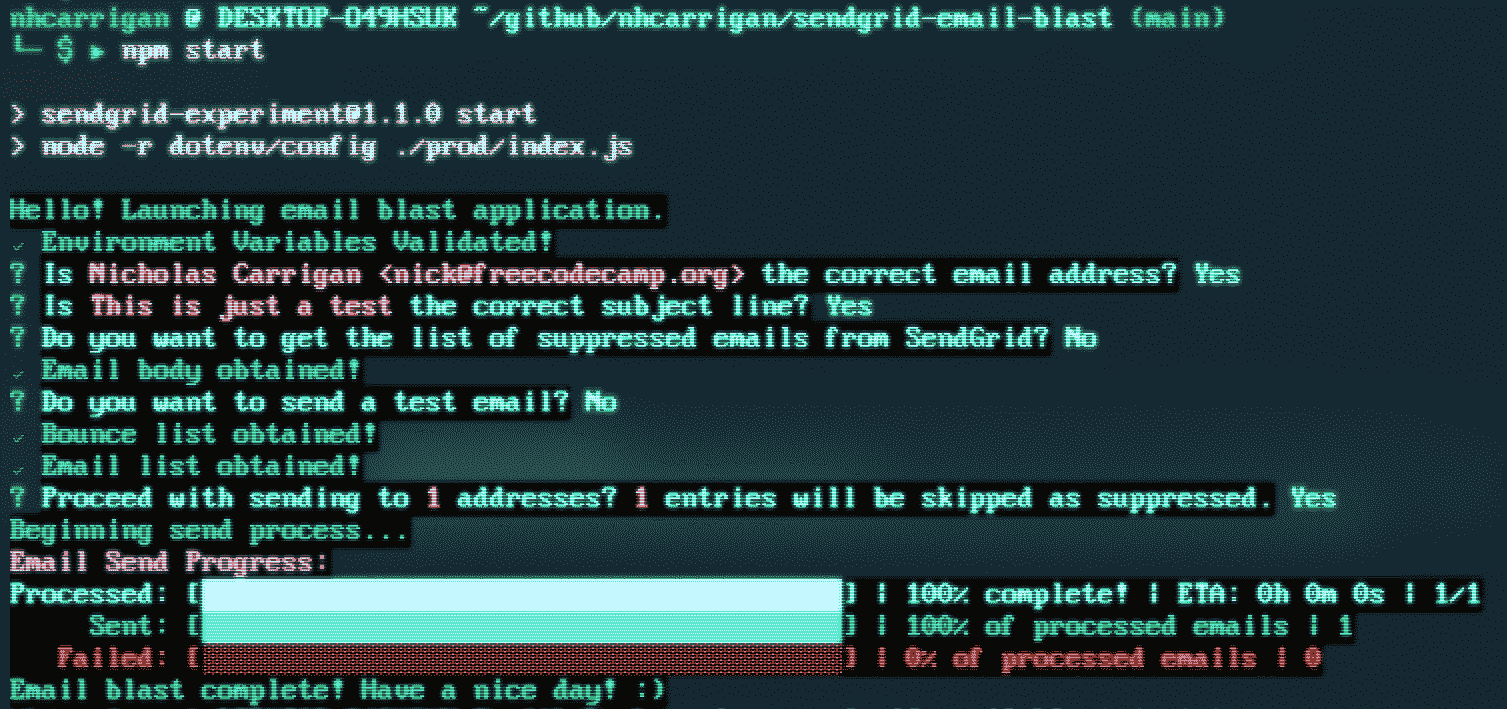 nhcarrigan @ DESKTOP-O49HSUK ~/github/nhcarrigan/sendgrid-email-blast (main)
└─ $ ▶ npm start
> sendgrid-experiment@1.1.0 start
> node -r dotenv/config ./prod/index.js
Hello! Launching email blast application.
✓ Environment Variables Validated!
? Is Nicholas Carrigan <nick@freecodecamp.org> the correct email address? Yes
? Is This is just a test the correct subject line? Yes
? Do you want to get the list of suppressed emails from SendGrid? No
✓ Email body obtained!
? Do you want to send a test email? No
✓ Bounce list obtained!
✓ Email list obtained!
? Proceed with sending to 1 addresses? 1 entries will be skipped as suppressed. Yes
Beginning send process...
Email Send Progress:
Processed: [] | 100% complete! | ETA: 0h 0m 0s | 1/1
Sent: [] | 100% of processed emails | 1
Failed: [] | 0% of processed emails | 0
Email blast complete! Have a nice day! :)